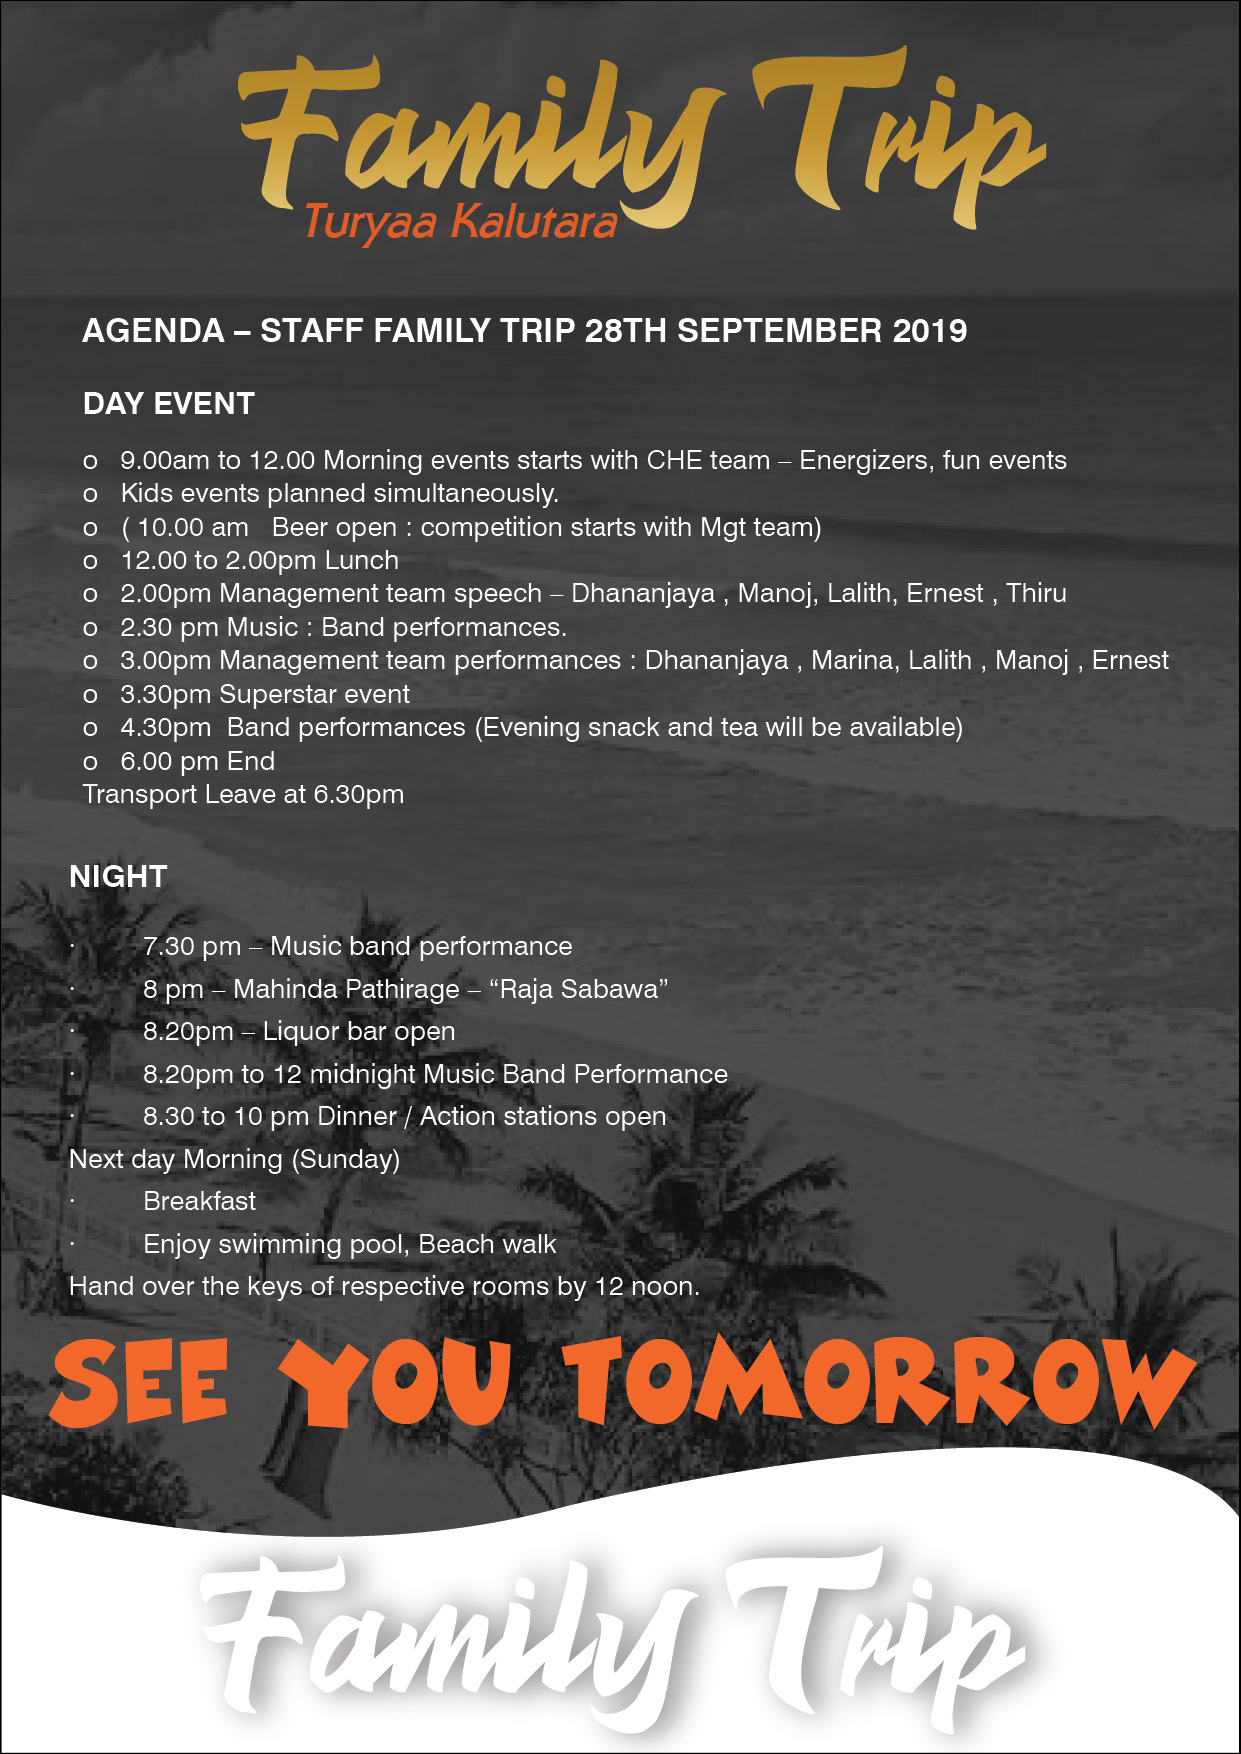 Family Trip
Turyaa Kalutara
AGENDA – STAFF FAMILY TRIP 28TH SEPTEMBER 2019
DAY EVENT
o 9.00am to 12.00 Morning events starts with CHE team – Energizers, fun events
o Kids events planned simultaneously.
o ( 10.00 am Beer open : competition starts with Mgt team)
o 12.00 to 2.00pm Lunch
o 2.00pm Management team speech – Dhananjaya , Manoj, Lalith, Ernest , Thiru
o 2.30 pm Music : Band performances.
o 3.00pm Management team performances : Dhananjaya , Marina, Lalith , Manoj , Ernest
o 3.30pm Superstar event
o 4.30pm Band performances (Evening snack and tea will be available)
o 6.00 pm End
Transport Leave at 6.30pm
NIGHT
· 7.30 pm – Music band performance
· 8 pm – Mahinda Pathirage – “Raja Sabawa”
· 8.20pm – Liquor bar open
· 8.20pm to 12 midnight Music Band Performance
· 8.30 to 10 pm Dinner / Action stations open
Next day Morning (Sunday)
· Breakfast
· Enjoy swimming pool, Beach walk
Hand over the keys of respective rooms by 12 noon.
SEE YOU TOMORROW
Family Trip